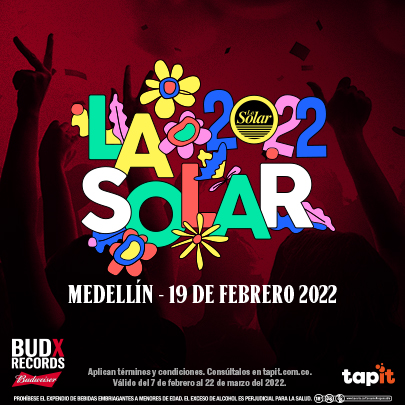 LA 2022
La Solar
SOLAR
MEDELLÍN - 19 DE FEBRERO 2022
BUDX
RECORDS
Budweiser
Aplican términos y condiciones. Consúltalos en tapit.com.co.
Válido del 7 de febrero al 22 de marzo del 2022.
tapit
PROHÍBESE EL EXPENDIO DE BEBIDAS EMBRIAGANTES A MENORES DE EDAD. EL EXCESO DE ALCOHOL ES PERJUDICIAL PARA LA SALUD.